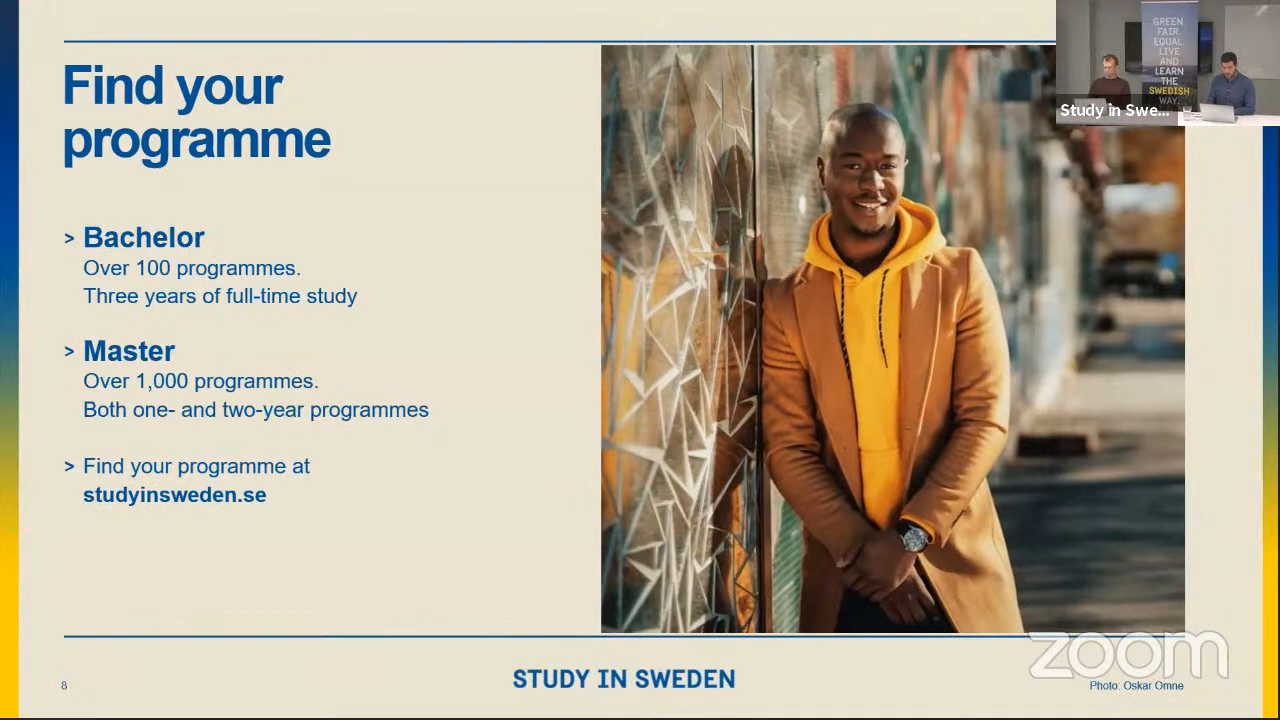 Find your
programme
> Bachelor
Over 100 programmes.
Three years of full-time study
> Master
Over 1,000 programmes.
Both one- and two-year programmes
> Find your programme at
studyinsweden.se
GREEN.
FAIR.
EQUAL.
LIVE
AND
LEARN
THE
SWEDISH
WAY.
Study in Swe...
8
STUDY IN SWEDEN
zoom
Photo: Oskar Omne